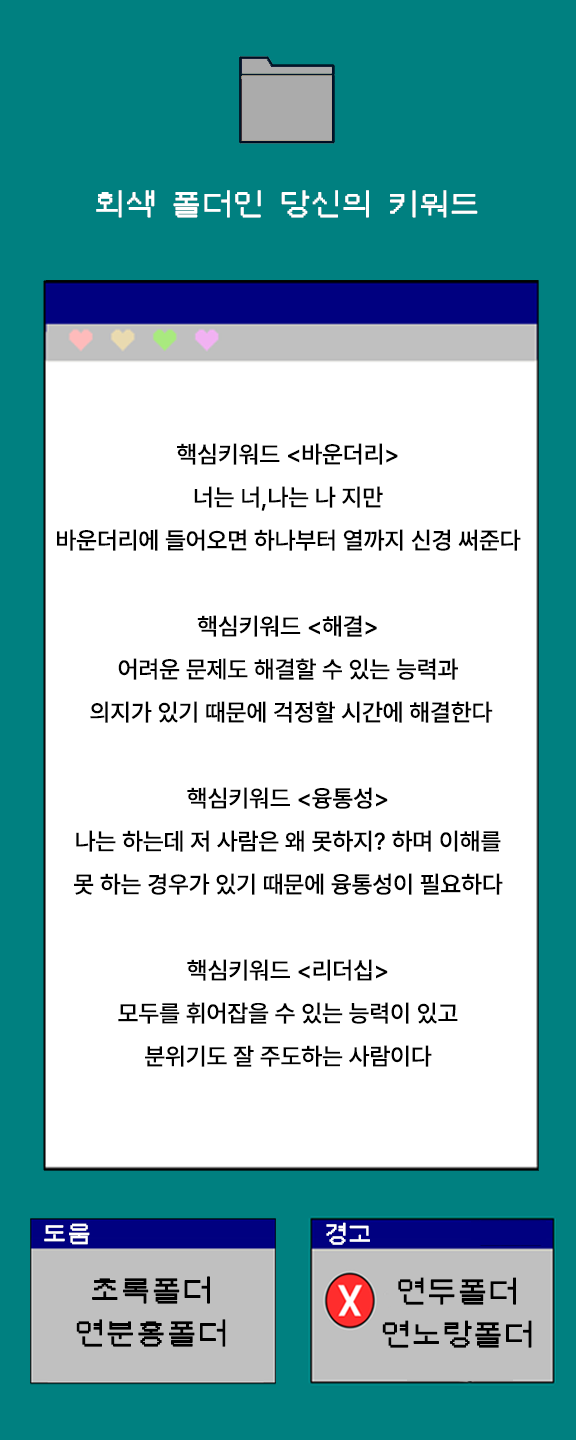 회색 폴더인 당신의 키워드
핵심키워드 <바운더리>
너는 너,나는 나 지만
바운더리에 들어오면 하나부터 열까지 신경 써준다
핵심키워드 <해결>
어려운 문제도 해결할 수 있는 능력과
의지가 있기 때문에 걱정할 시간에 해결한다
핵심키워드 <융통성>
나는 하는데 저 사람은 왜 못하지? 하며 이해를
못 하는 경우가 있기 때문에 융통성이 필요하다
핵심키워드 <리더십>
모두를 휘어잡을 수 있는 능력이 있고
분위기도 잘 주도하는 사람이다
도움
초록폴더
연분홍폴더
경고
X
연두폴더
연노랑폴더